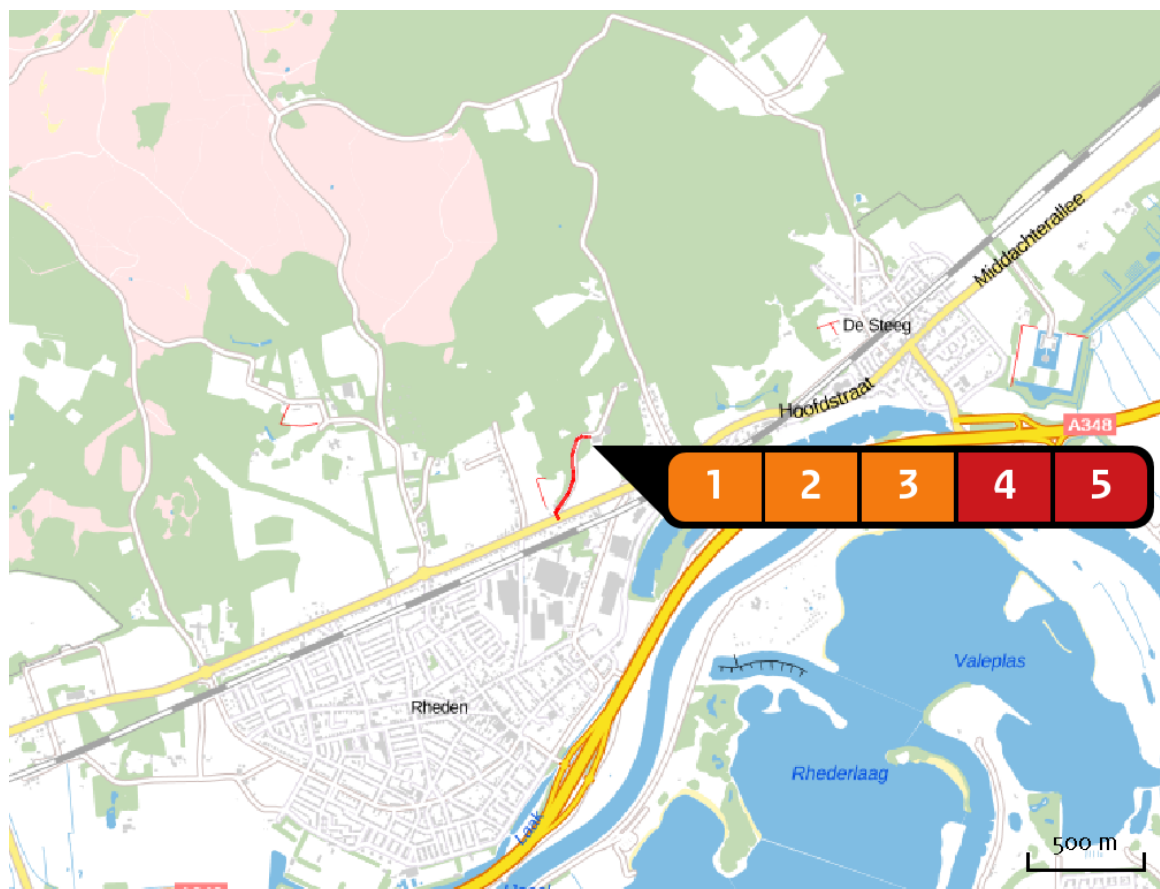 Middachterallee
De Steeg
Hoofdstraat
A348
1 2 3 4 5
Valeplas
Rheden
Rhederlaag
Laak
500 m